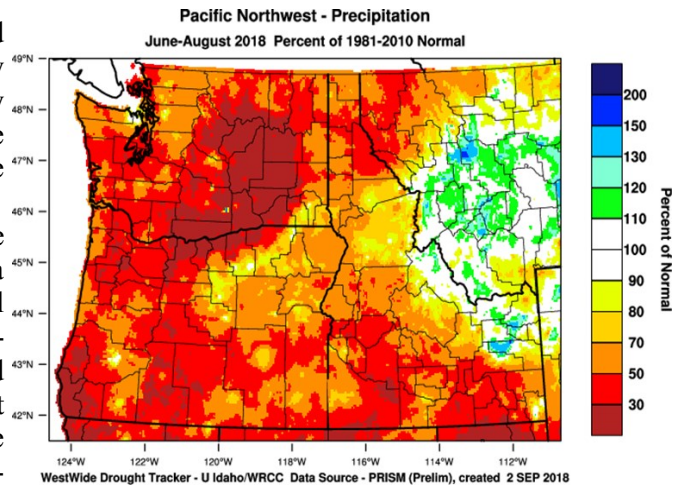 Pacific Northwest - Precipitation
June-August 2018 Percent of 1981-2010 Normal
49°N
48°N
47°N
46°N
45°N
44°N
43°N
42°N
124°W 122°W 120°W 118°W 116°W 114°W 112°W
200
150
130
120
110
100
90
80
70
50
30
Percent of Normal
WestWide Drought Tracker - U Idaho/WRCC Data Source - PRISM (Prelim), created 2 SEP 2018